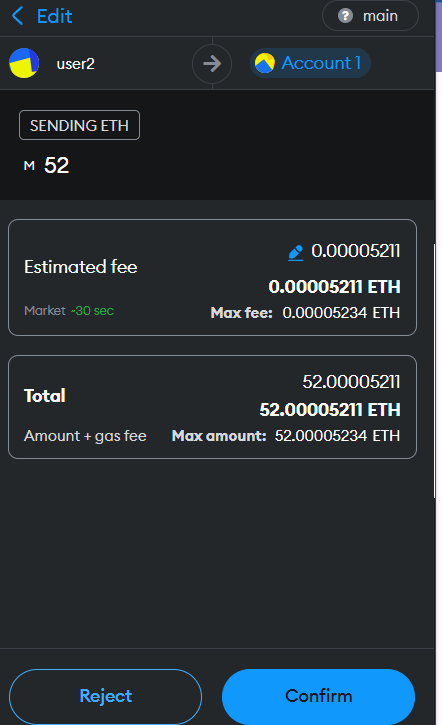 Edit
? main
user2
Account 1
SENDING ETH
M 52
0.00005211
Estimated fee
0.00005211 ETH
Market ~30 sec Max fee: 0.00005234 ETH
52.00005211
Total
52.00005211 ETH
Amount + gas fee Max amount: 52.00005234 ETH
Reject Confirm